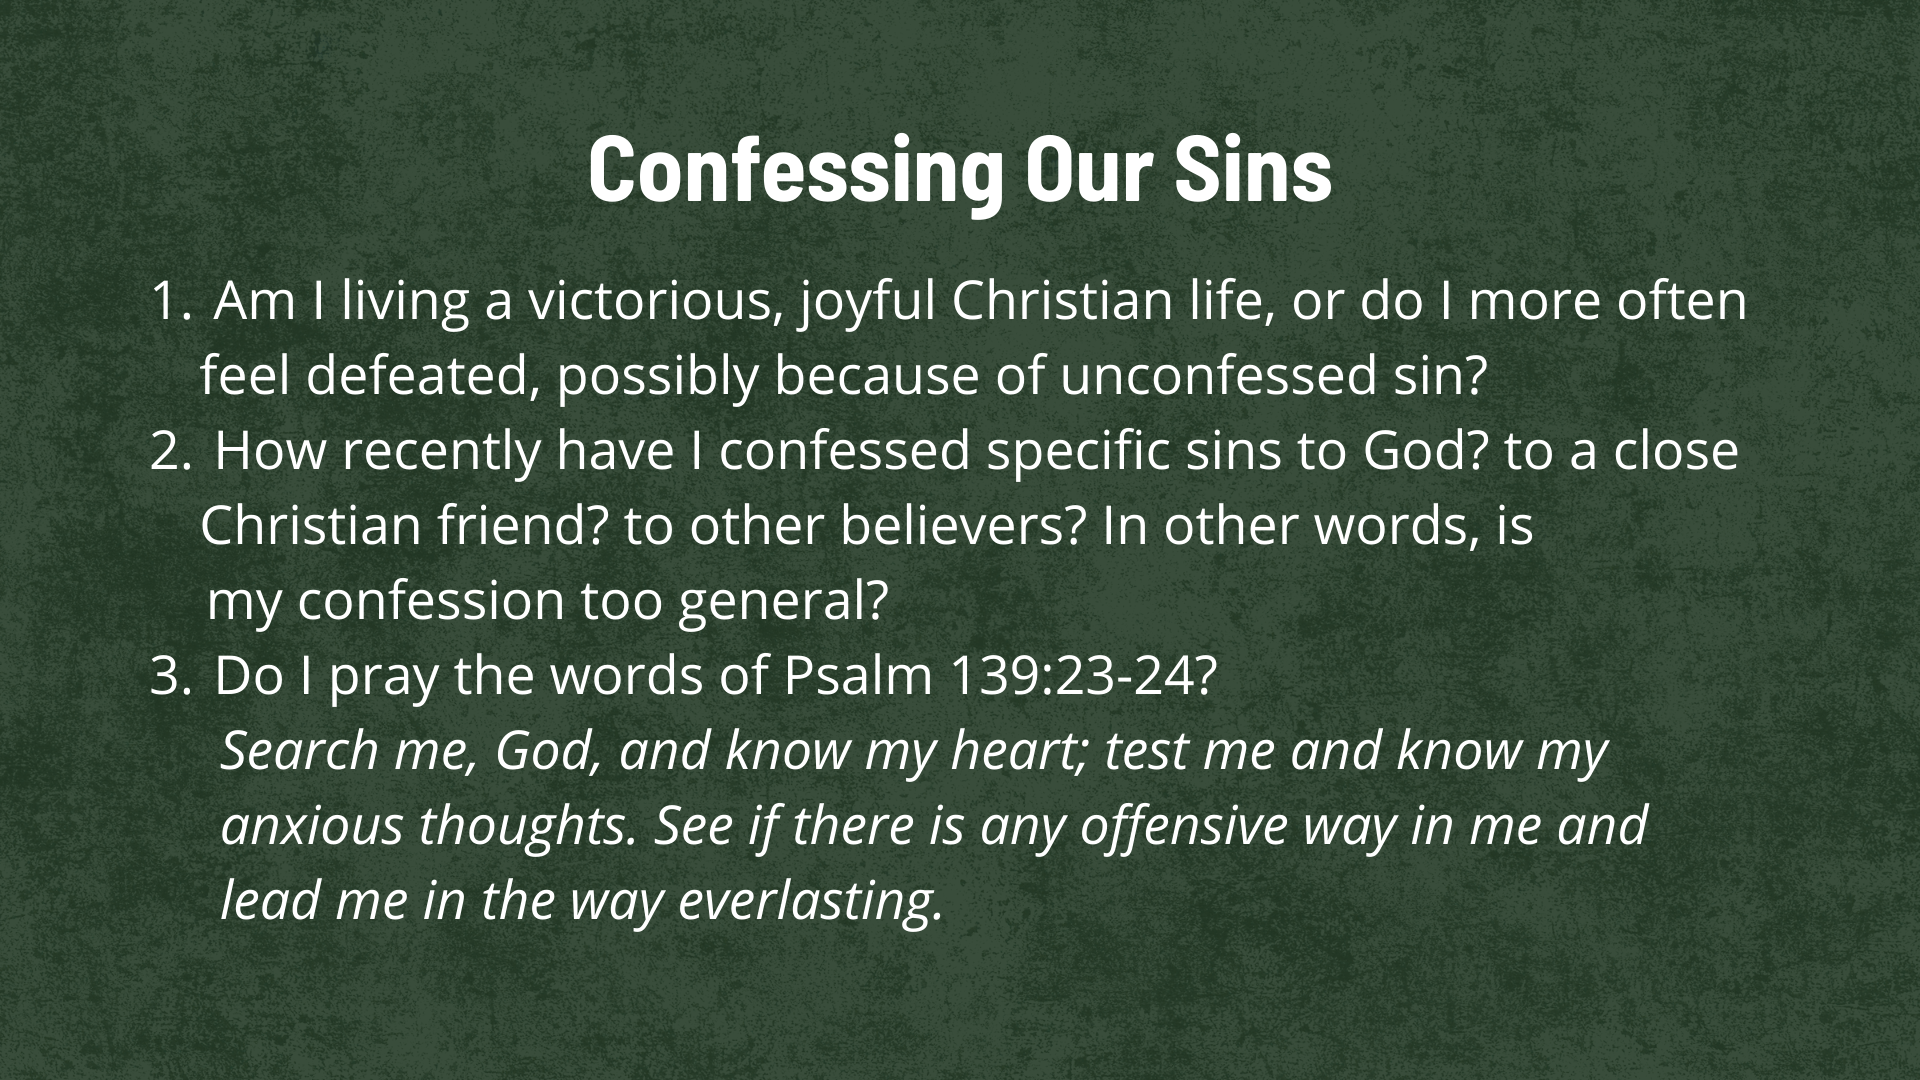 Confessing Our Sins
1. Am I living a victorious, joyful Christian life, or do I more often
feel defeated, possibly because of unconfessed sin?
2. How recently have I confessed specific sins to God? to a close
Christian friend? to other believers? In other words, is
my confession too general?
3. Do I pray the words of Psalm 139:23-24?
Search me, God, and know my heart; test me and know my
anxious thoughts. See if there is any offensive way in me and
lead me in the way everlasting.